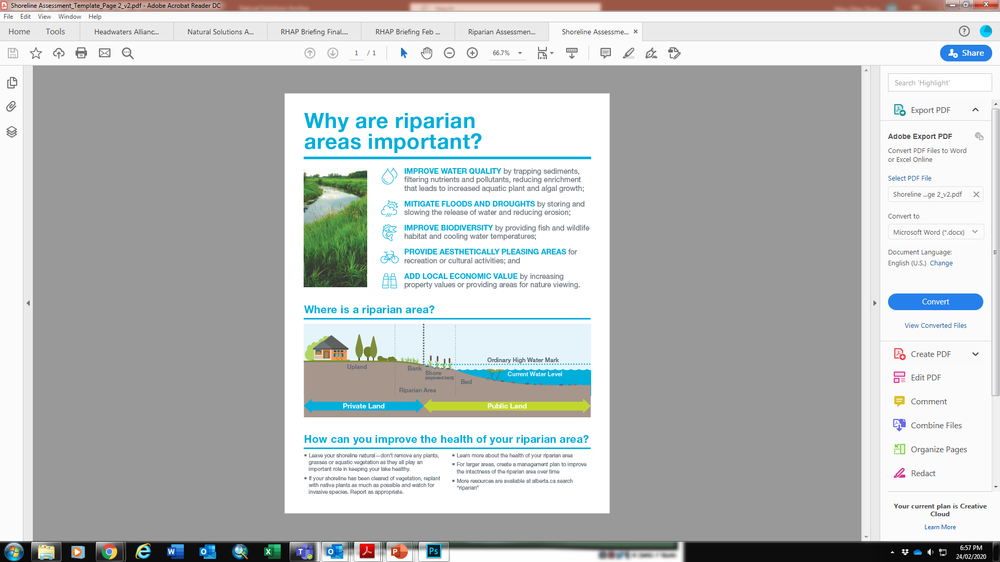 Shoreline Assessment_Template_Page 2_v2.pdf - Adobe Acrobat Reader DC
File Edit View Window Help
Home Tools Headwaters Allianc... Natural Solutions A... RHAP Briefing Final.... RHAP Briefing Feb ... Riparian Assessmen... Shoreline Assessme...
1 / 1 66.7% Share
Why are riparian
areas important?
IMPROVE WATER QUALITY by trapping sediments,
filtering nutrients and pollutants, reducing enrichment
that leads to increased aquatic plant and algal growth;
MITIGATE FLOODS AND DROUGHTS by storing and
slowing the release of water and reducing erosion;
IMPROVE BIODIVERSITY by providing fish and wildlife
habitat and cooling water temperatures;
PROVIDE AESTHETICALLY PLEASING AREAS for
recreation or cultural activities; and
ADD LOCAL ECONOMIC VALUE by increasing
property values or providing areas for nature viewing.
Where is a riparian area?
Ordinary High Water Mark
Upland
Bank
Shore
(exposed bed)
Current Water Level
Bed
Riparian Area
Private Land
Public Land
How can you improve the health of your riparian area?
▪ Leave your shoreline natural—don't remove any plants,
grasses or aquatic vegetation as they all play an
important role in keeping your lake healthy.
▪ If your shoreline has been cleared of vegetation, replant
with native plants as much as possible and watch for
invasive species. Report as appropriate.
▪ Learn more about the health of your riparian area
▪ For larger areas, create a management plan to improve
the intactness of the riparian area over time
▪ More resources are available at alberta.ca search
“riparian”
Search 'Highlight'
Export PDF
Adobe Export PDF
Convert PDF Files to Word
or Excel Online
Select PDF File
Shoreline ...ge 2_v2.pdf
Convert to
Microsoft Word (*.docx)
Document Language:
English (U.S.) Change
Convert
View Converted Files
Create PDF
Edit PDF
Comment
Combine Files
Organize Pages
Redact
Your current plan is Creative
Cloud
Learn More
6:57 PM
24/02/2020